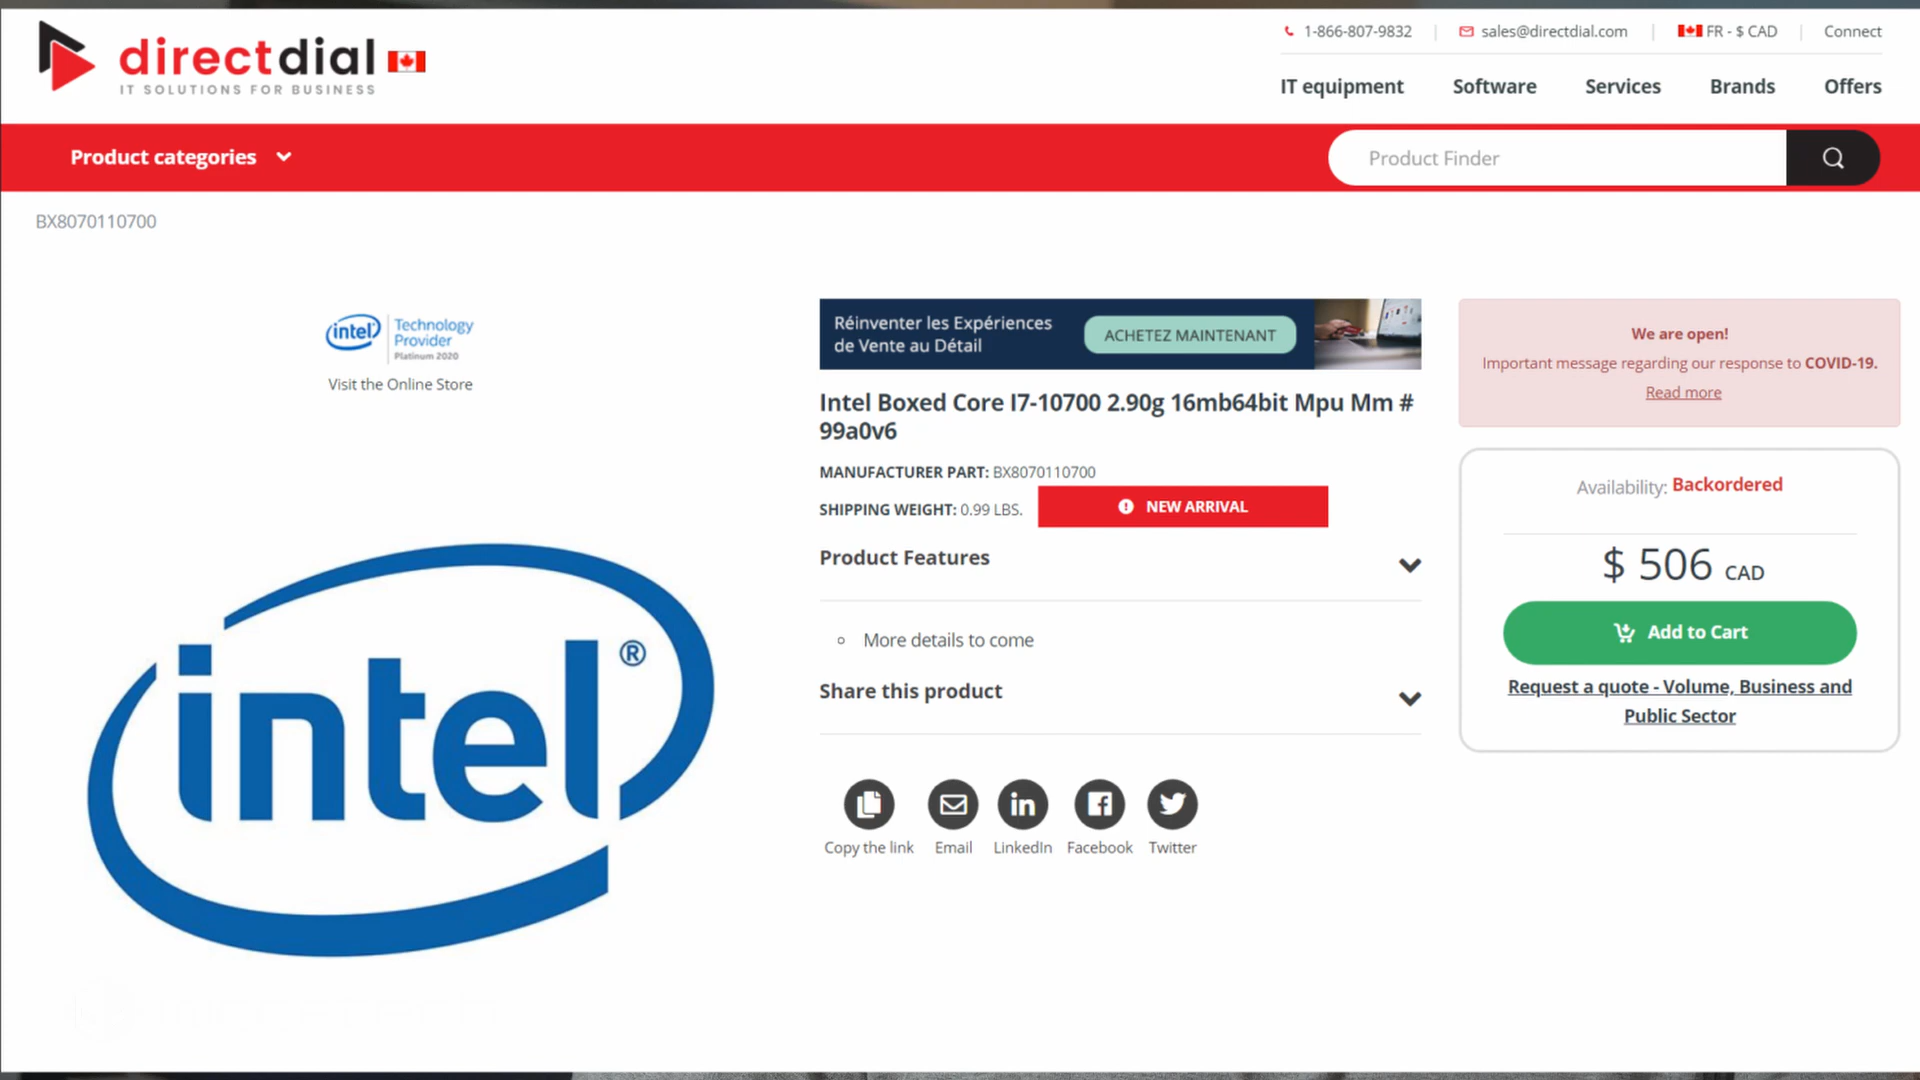 directdial
IT SOLUTIONS FOR BUSINESS
1-866-807-9832
sales@directdial.com
FR - $ CAD
Connect
IT equipment
Software
Services
Brands
Offers
Product categories
Product Finder
BX8070110700
intel Technology
Provider
Platinum 2020
Visit the Online Store
intel®
Réinventer les Expériences
de Vente au Détail
ACHETEZ MAINTENANT
Intel Boxed Core I7-10700 2.90g 16mb64bit Mpu Mm #
99a0v6
MANUFACTURER PART: BX8070110700
SHIPPING WEIGHT: 0.99 LBS.
NEW ARRIVAL
Product Features
More details to come
Share this product
Copy the link
Email
LinkedIn
Facebook
Twitter
We are open!
Important message regarding our response to COVID-19.
Read more
Availability: Backordered
$ 506 CAD
Add to Cart
Request a quote - Volume, Business and
Public Sector